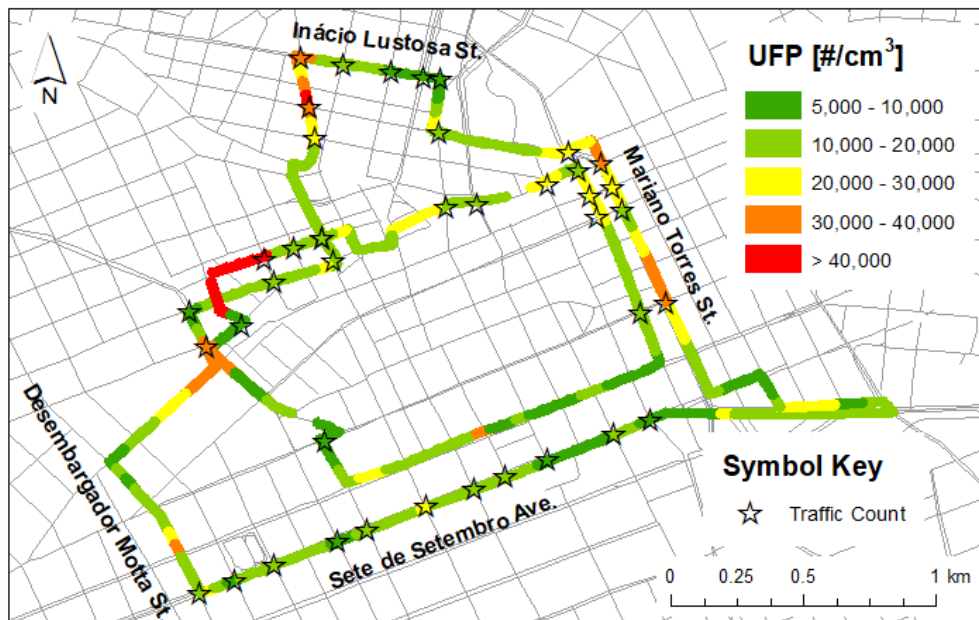 Inácio Lustosa St.
N
UFP [#/cm³]
5,000 - 10,000
10,000 - 20,000
20,000 - 30,000
30,000 - 40,000
> 40,000
Mariano Torres St.
Desembargador Motta St.
Sete de Setembro Ave.
Symbol Key
Traffic Count
0 0.25 0.5 1 km